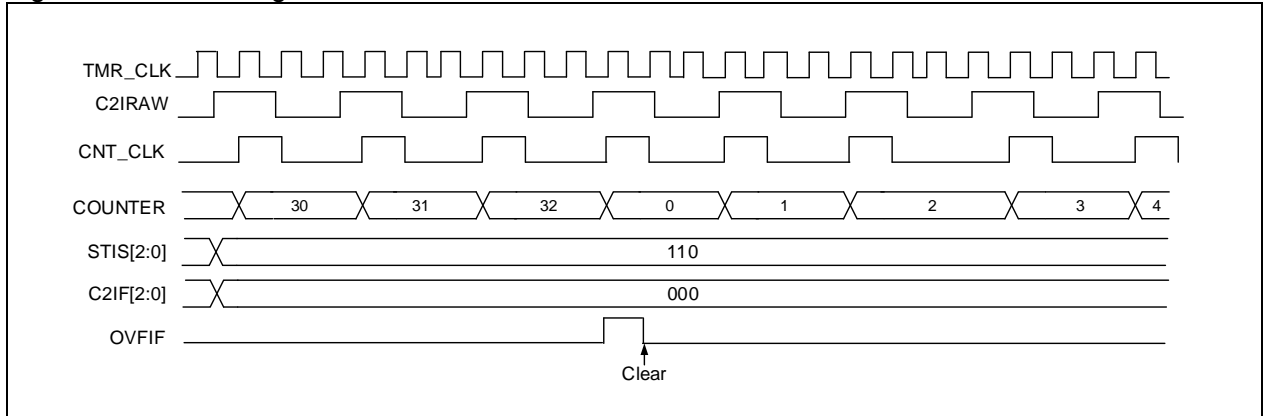 TMR_CLK
C2IRAW
CNT_CLK
COUNTER 30 31 32 0 1 2 3 4
STIS[2:0] 110
C2IF[2:0] 000
OVFIF
Clear